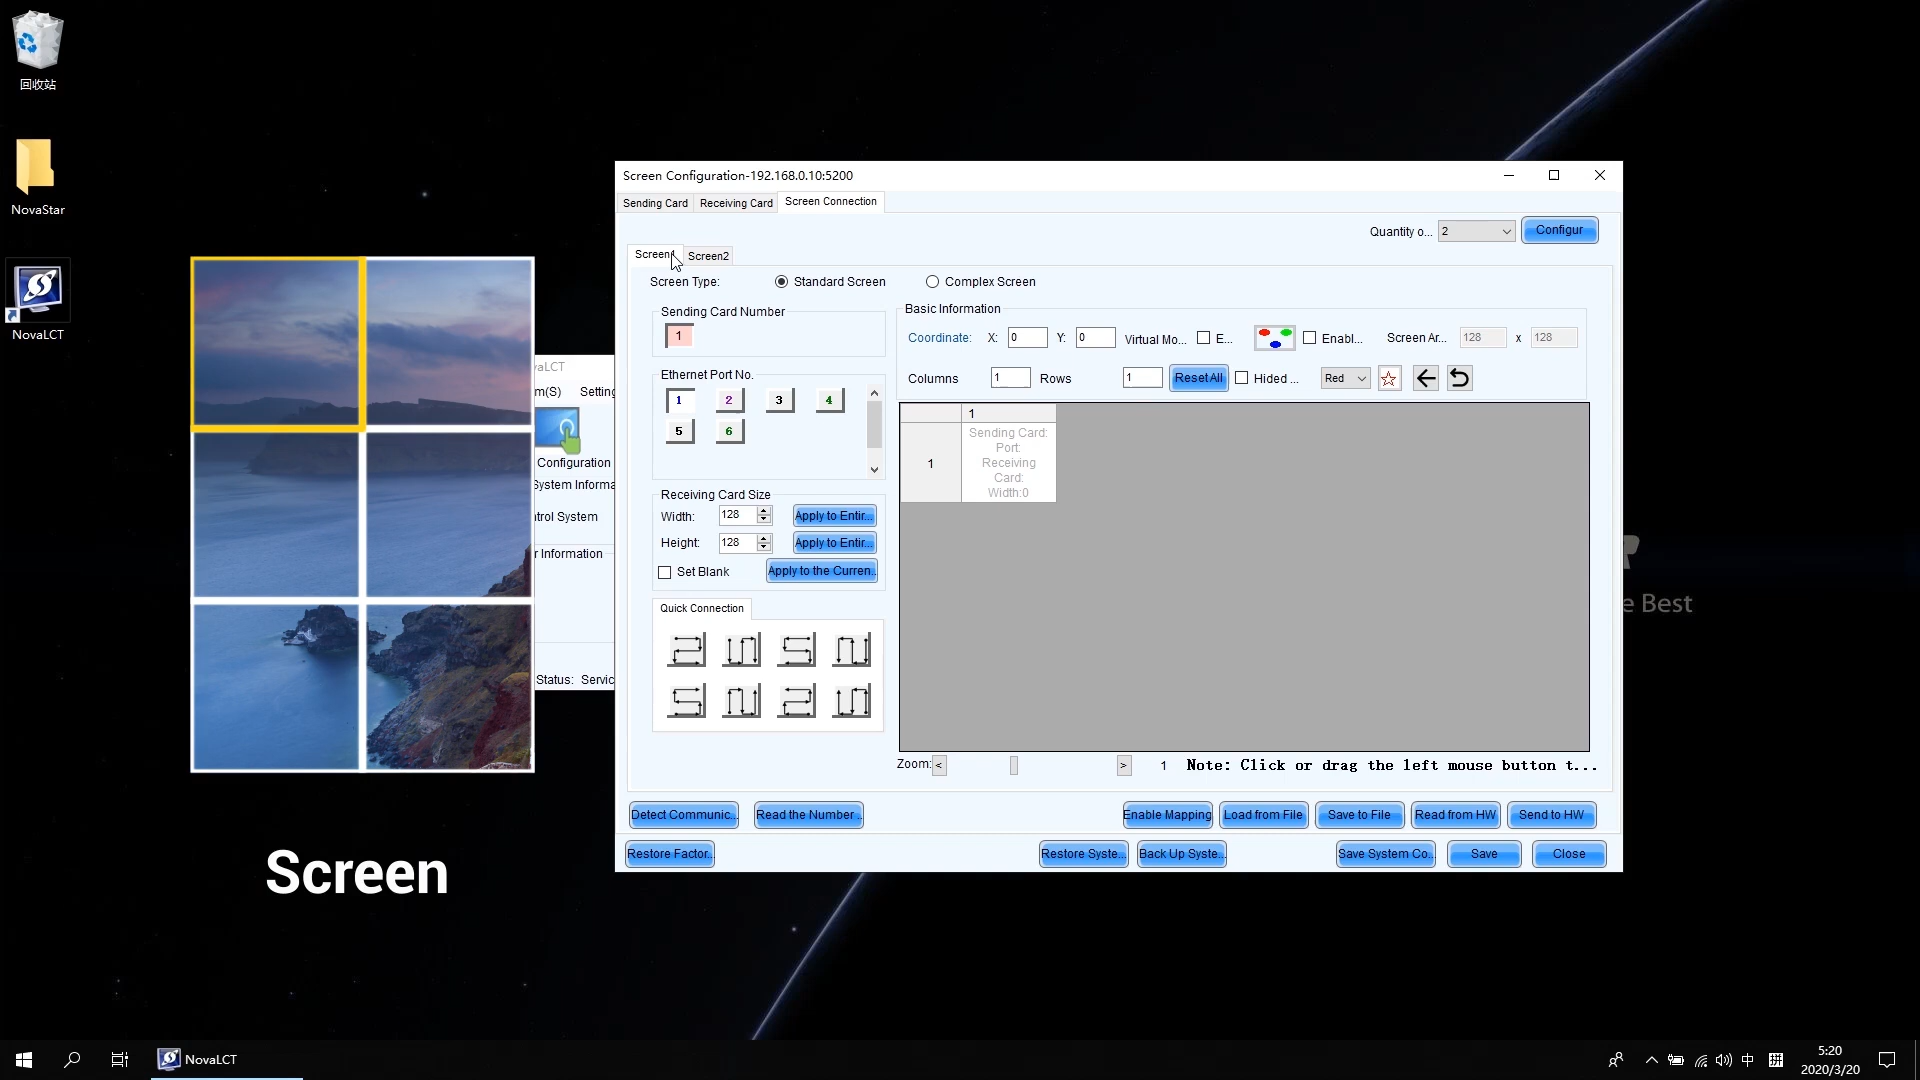 回收站
NovaStar
NovaLCT
Screen
m(S) Setting
Configuration
System Informa
ntrol System
r Information
Status: Servic
Screen Configuration-192.168.0.10:5200
Sending Card Receiving Card Screen Connection
Quantity o... 2 Configur
Screen1 Screen2
Screen Type: Standard Screen Complex Screen
Sending Card Number
1
Ethernet Port No.
1 2 3 4
5 6
Receiving Card Size
Width: 128 Apply to Entir...
Height: 128 Apply to Entir...
Set Blank Apply to the Curren...
Quick Connection
Basic Information
Coordinate: X: 0 Y: 0 Virtual Mo... E... Enabl... Screen Ar... 128 x 128
Columns 1 Rows 1 Reset All Hided ... Red
1
1
Sending Card:
Port:
Receiving
Card:
Width:0
Zoom: < > 1 Note: Click or drag the left mouse button t...
Detect Communic... Read the Number ... Enable Mapping Load from File Save to File Read from HW Send to HW
Restore Factor... Restore Syste... Back Up Syste... Save System Co... Save Close
e Best
NovaLCT
中
拼
5:20
2020/3/20